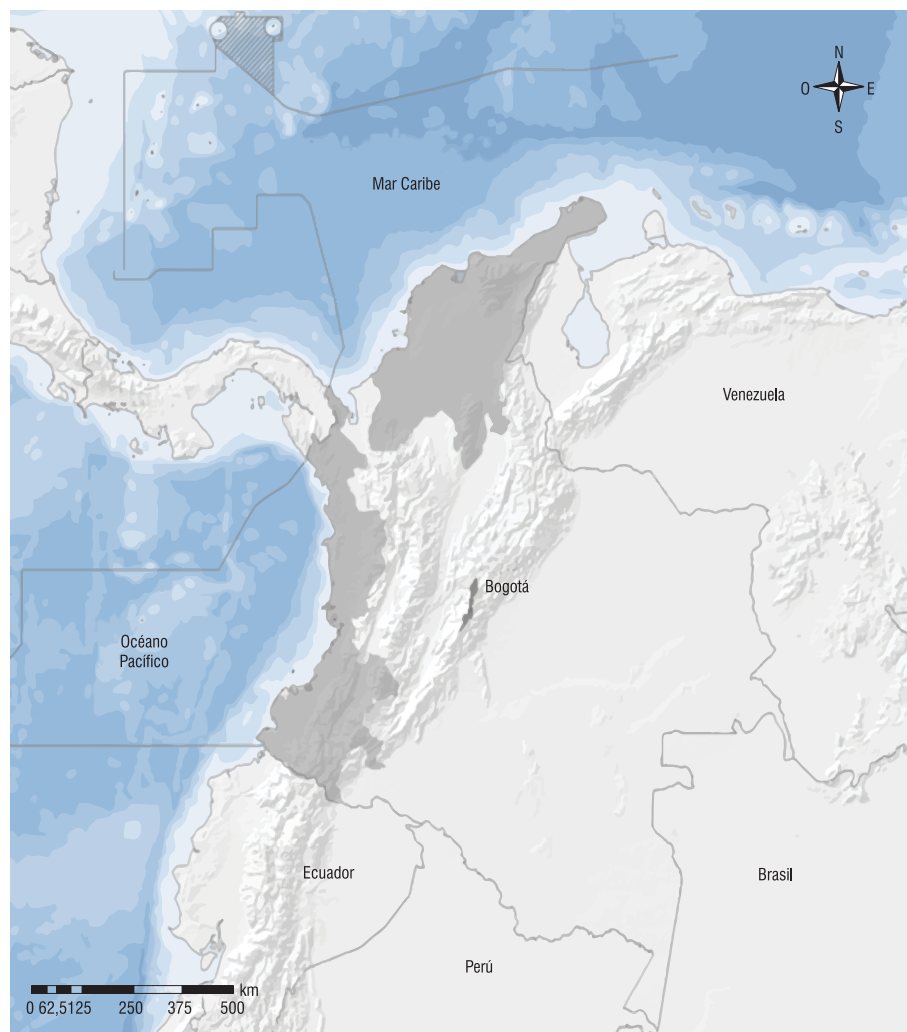 N
O E
S
Mar Caribe
Venezuela
Bogotá
Océano
Pacífico
Ecuador
Brasil
Perú
km
0 62,5125 250 375 500